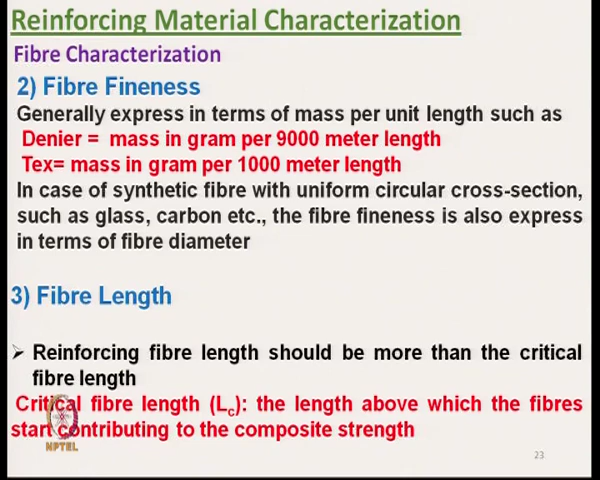 Reinforcing Material Characterization
Fibre Characterization
2) Fibre Fineness
Generally express in terms of mass per unit length such as
Denier = mass in gram per 9000 meter length
Tex= mass in gram per 1000 meter length
In case of synthetic fibre with uniform circular cross-section,
such as glass, carbon etc., the fibre fineness is also express
in terms of fibre diameter
3) Fibre Length
➢ Reinforcing fibre length should be more than the critical
fibre length
Critical fibre length (Lc): the length above which the fibres
start contributing to the composite strength
NPTEL
23